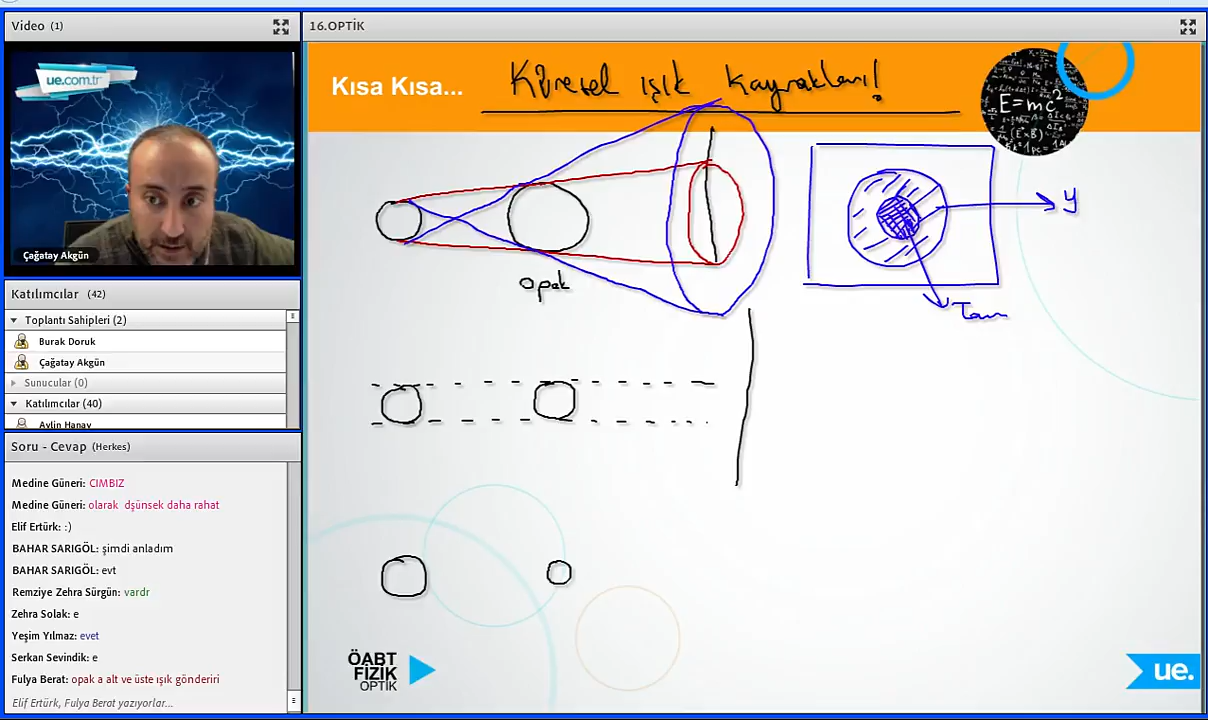 Video (1)
ue.com.tr
Çağatay Akgün
Katılımcılar (42)
Toplantı Sahipleri (2)
Burak Doruk
Çağatay Akgün
Sunucular (0)
Katılımcılar (40)
Aylin Hanay
Soru - Cevap (Herkes)
Medine Güneri: CIMBIZ
Medine Güneri: olarak dşünsek daha rahat
Elif Ertürk: :)
BAHAR SARIGÖL: şimdi anladım
BAHAR SARIGÖL: evt
Remziye Zehra Sürgün: vardr
Zehra Solak: e
Yeşim Yılmaz: evet
Serkan Sevindik: e
Fulya Berat: opak a alt ve üste ışık gönderiri
Elif Ertürk, Fulya Berat yazıyorlar...
16.OPTİK
Kısa Kısa... Küresel ışık kaynakları!
E=mc²
opak
y
Tam
ÖABT
FİZİK
OPTİK
ue.